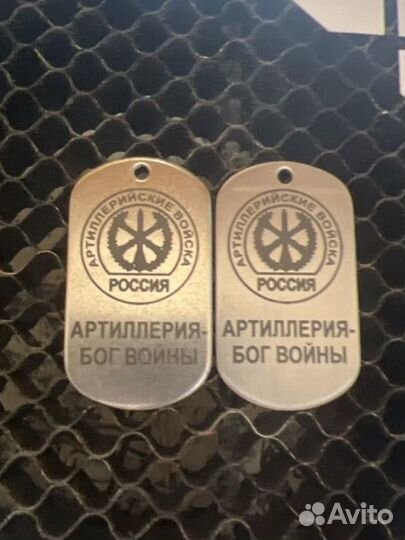 АРТИЛЛЕРИЙСКИЕ ВОЙСКА
РОССИЯ
АРТИЛЛЕРИЯ-
БОГ ВОЙНЫ
АРТИЛЛЕРИЙСКИЕ ВОЙСКА
РОССИЯ
АРТИЛЛЕРИЯ-
БОГ ВОЙНЫ
Avito